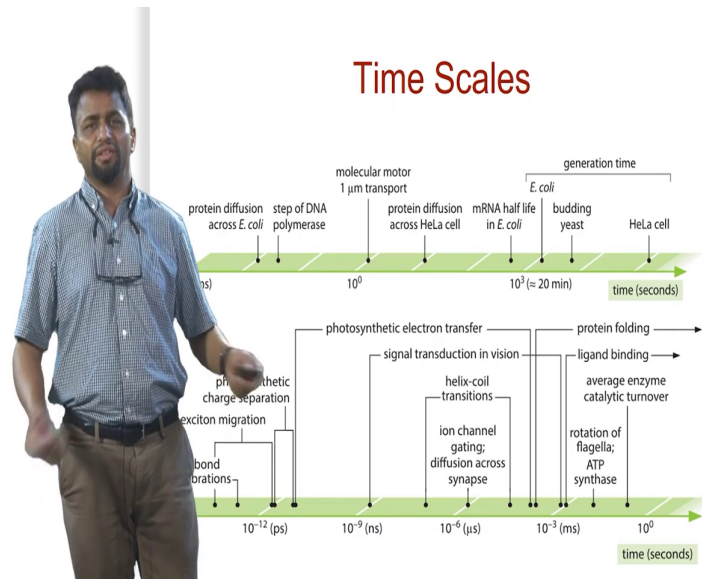 Time Scales
generation time
molecular motor
1 μm transport
E. coli
protein diffusion
across E. coli
step of DNA
polymerase
protein diffusion
across HeLa cell
mRNA half life
in E. coli
budding
yeast
HeLa cell
10⁰
10³ (≈ 20 min)
time (seconds)
photosynthetic electron transfer
protein folding
signal transduction in vision
ligand binding
charge separation
helix-coil
transitions
average enzyme
catalytic turnover
exciton migration
ion channel
gating;
diffusion across
synapse
rotation of
flagella;
ATP
synthase
bond
10⁻¹² (ps)
10⁻⁹ (ns)
10⁻⁶ (μs)
10⁻³ (ms)
10⁰
time (seconds)